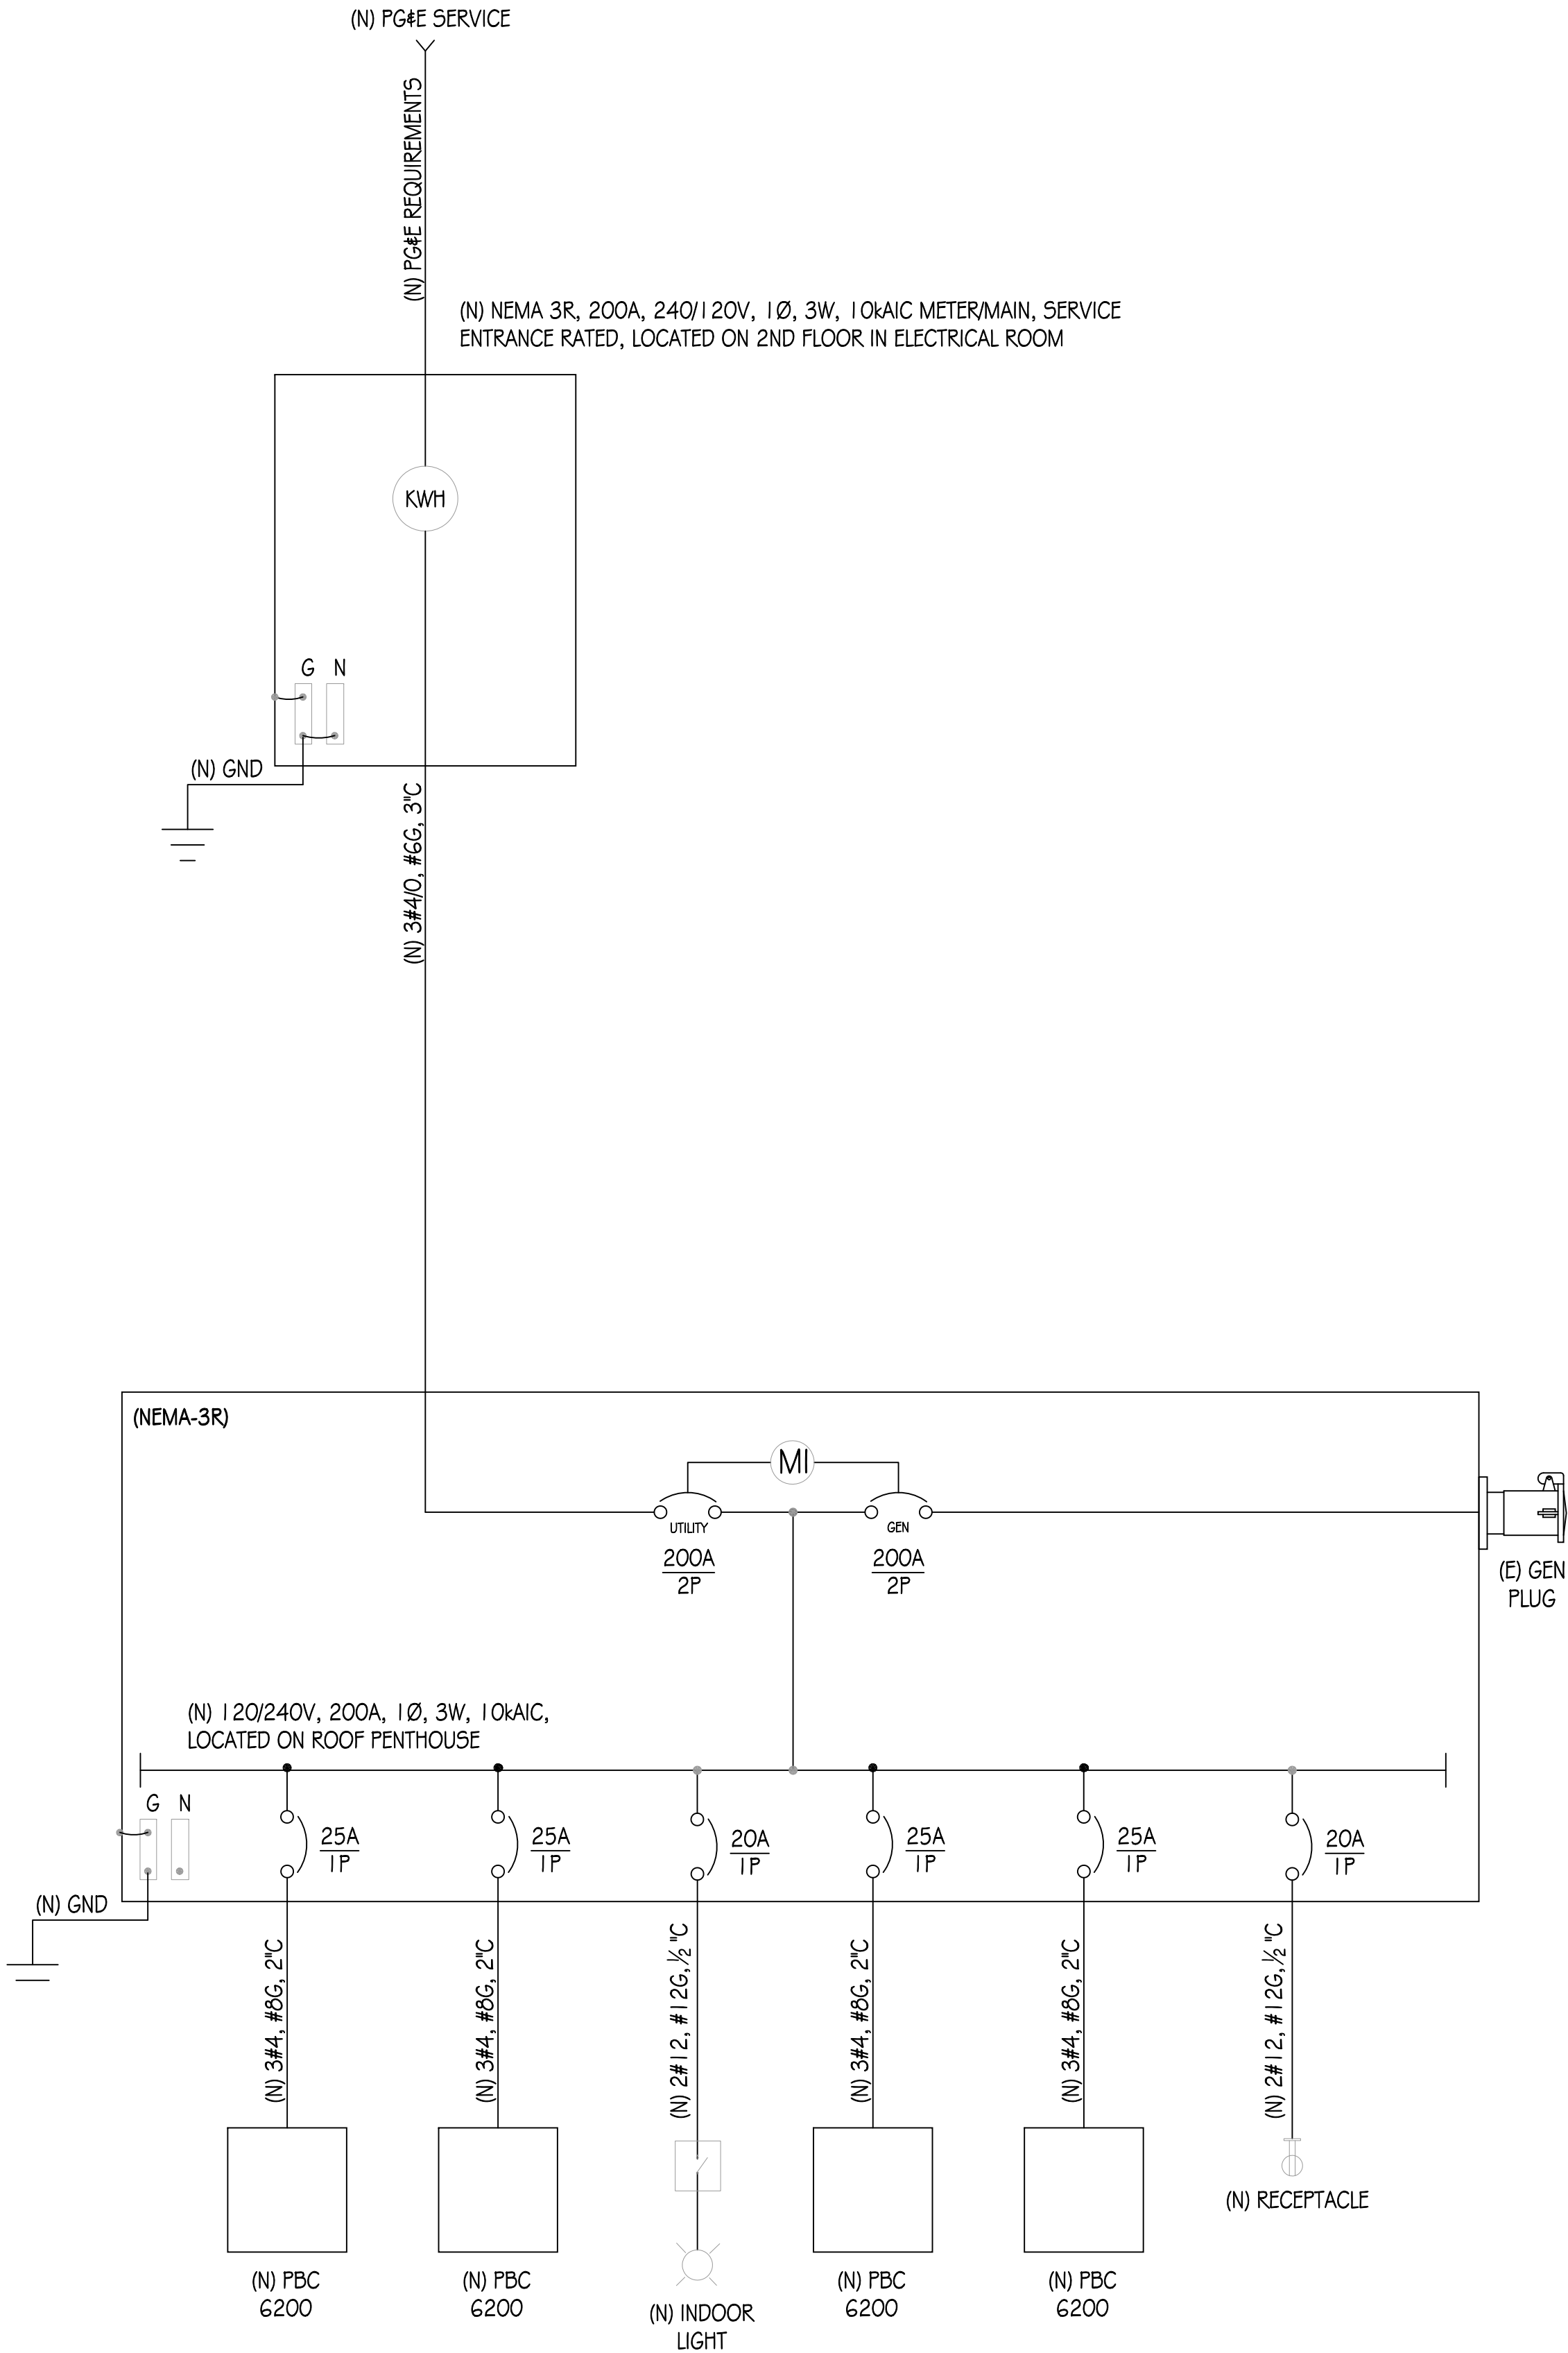 (N) PG&E SERVICE
(N) PG&E REQUIREMENTS
(N) NEMA 3R, 200A, 240/120V, 1Ø, 3W, 10kAIC METER/MAIN, SERVICE
ENTRANCE RATED, LOCATED ON 2ND FLOOR IN ELECTRICAL ROOM
KWH
G N
(N) GND
(N) 3#4/0, #6G, 3"C
(NEMA-3R)
MI
UTILITY
GEN
200A
2P
200A
2P
(E) GEN
PLUG
(N) 120/240V, 200A, 1Ø, 3W, 10kAIC,
LOCATED ON ROOF PENTHOUSE
G N
25A
1P
25A
1P
20A
1P
25A
1P
25A
1P
20A
1P
(N) GND
(N) 3#4, #8G, 2"C
(N) 3#4, #8G, 2"C
(N) 2#12, #12G, ½ "C
(N) 3#4, #8G, 2"C
(N) 3#4, #8G, 2"C
(N) 2#12, #12G, ½ "C
(N) RECEPTACLE
(N) PBC
6200
(N) PBC
6200
(N) INDOOR
LIGHT
(N) PBC
6200
(N) PBC
6200